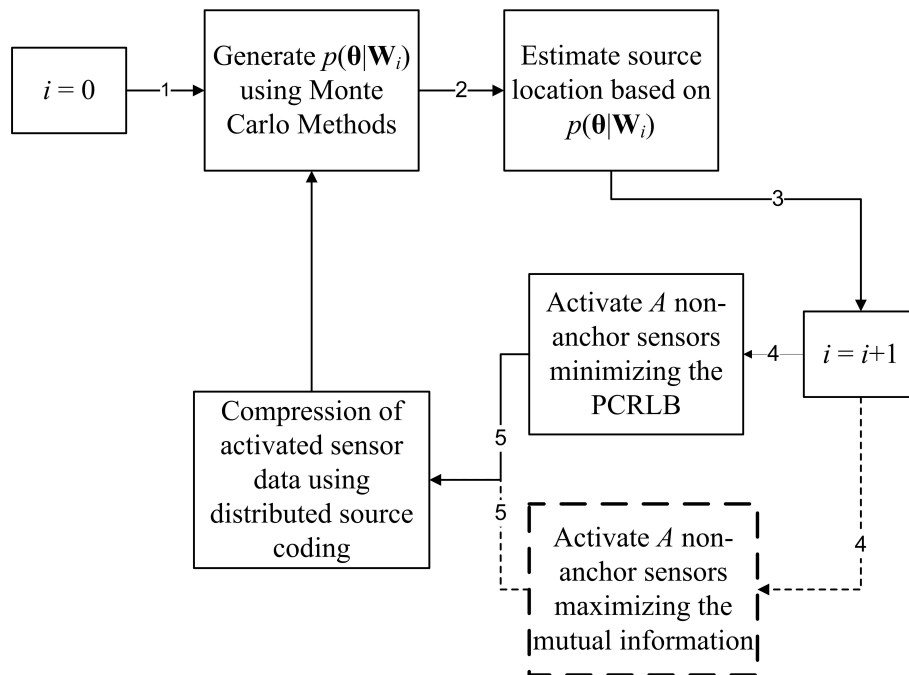 i = 0
1
Generate p(θ|W_i)
using Monte
Carlo Methods
2
Estimate source
location based on
p(θ|W_i)
3
i = i+1
4
Activate A non-
anchor sensors
minimizing the
PCRLB
5
4
Activate A non-
anchor sensors
maximizing the
mutual information
5
Compression of
activated sensor
data using
distributed source
coding